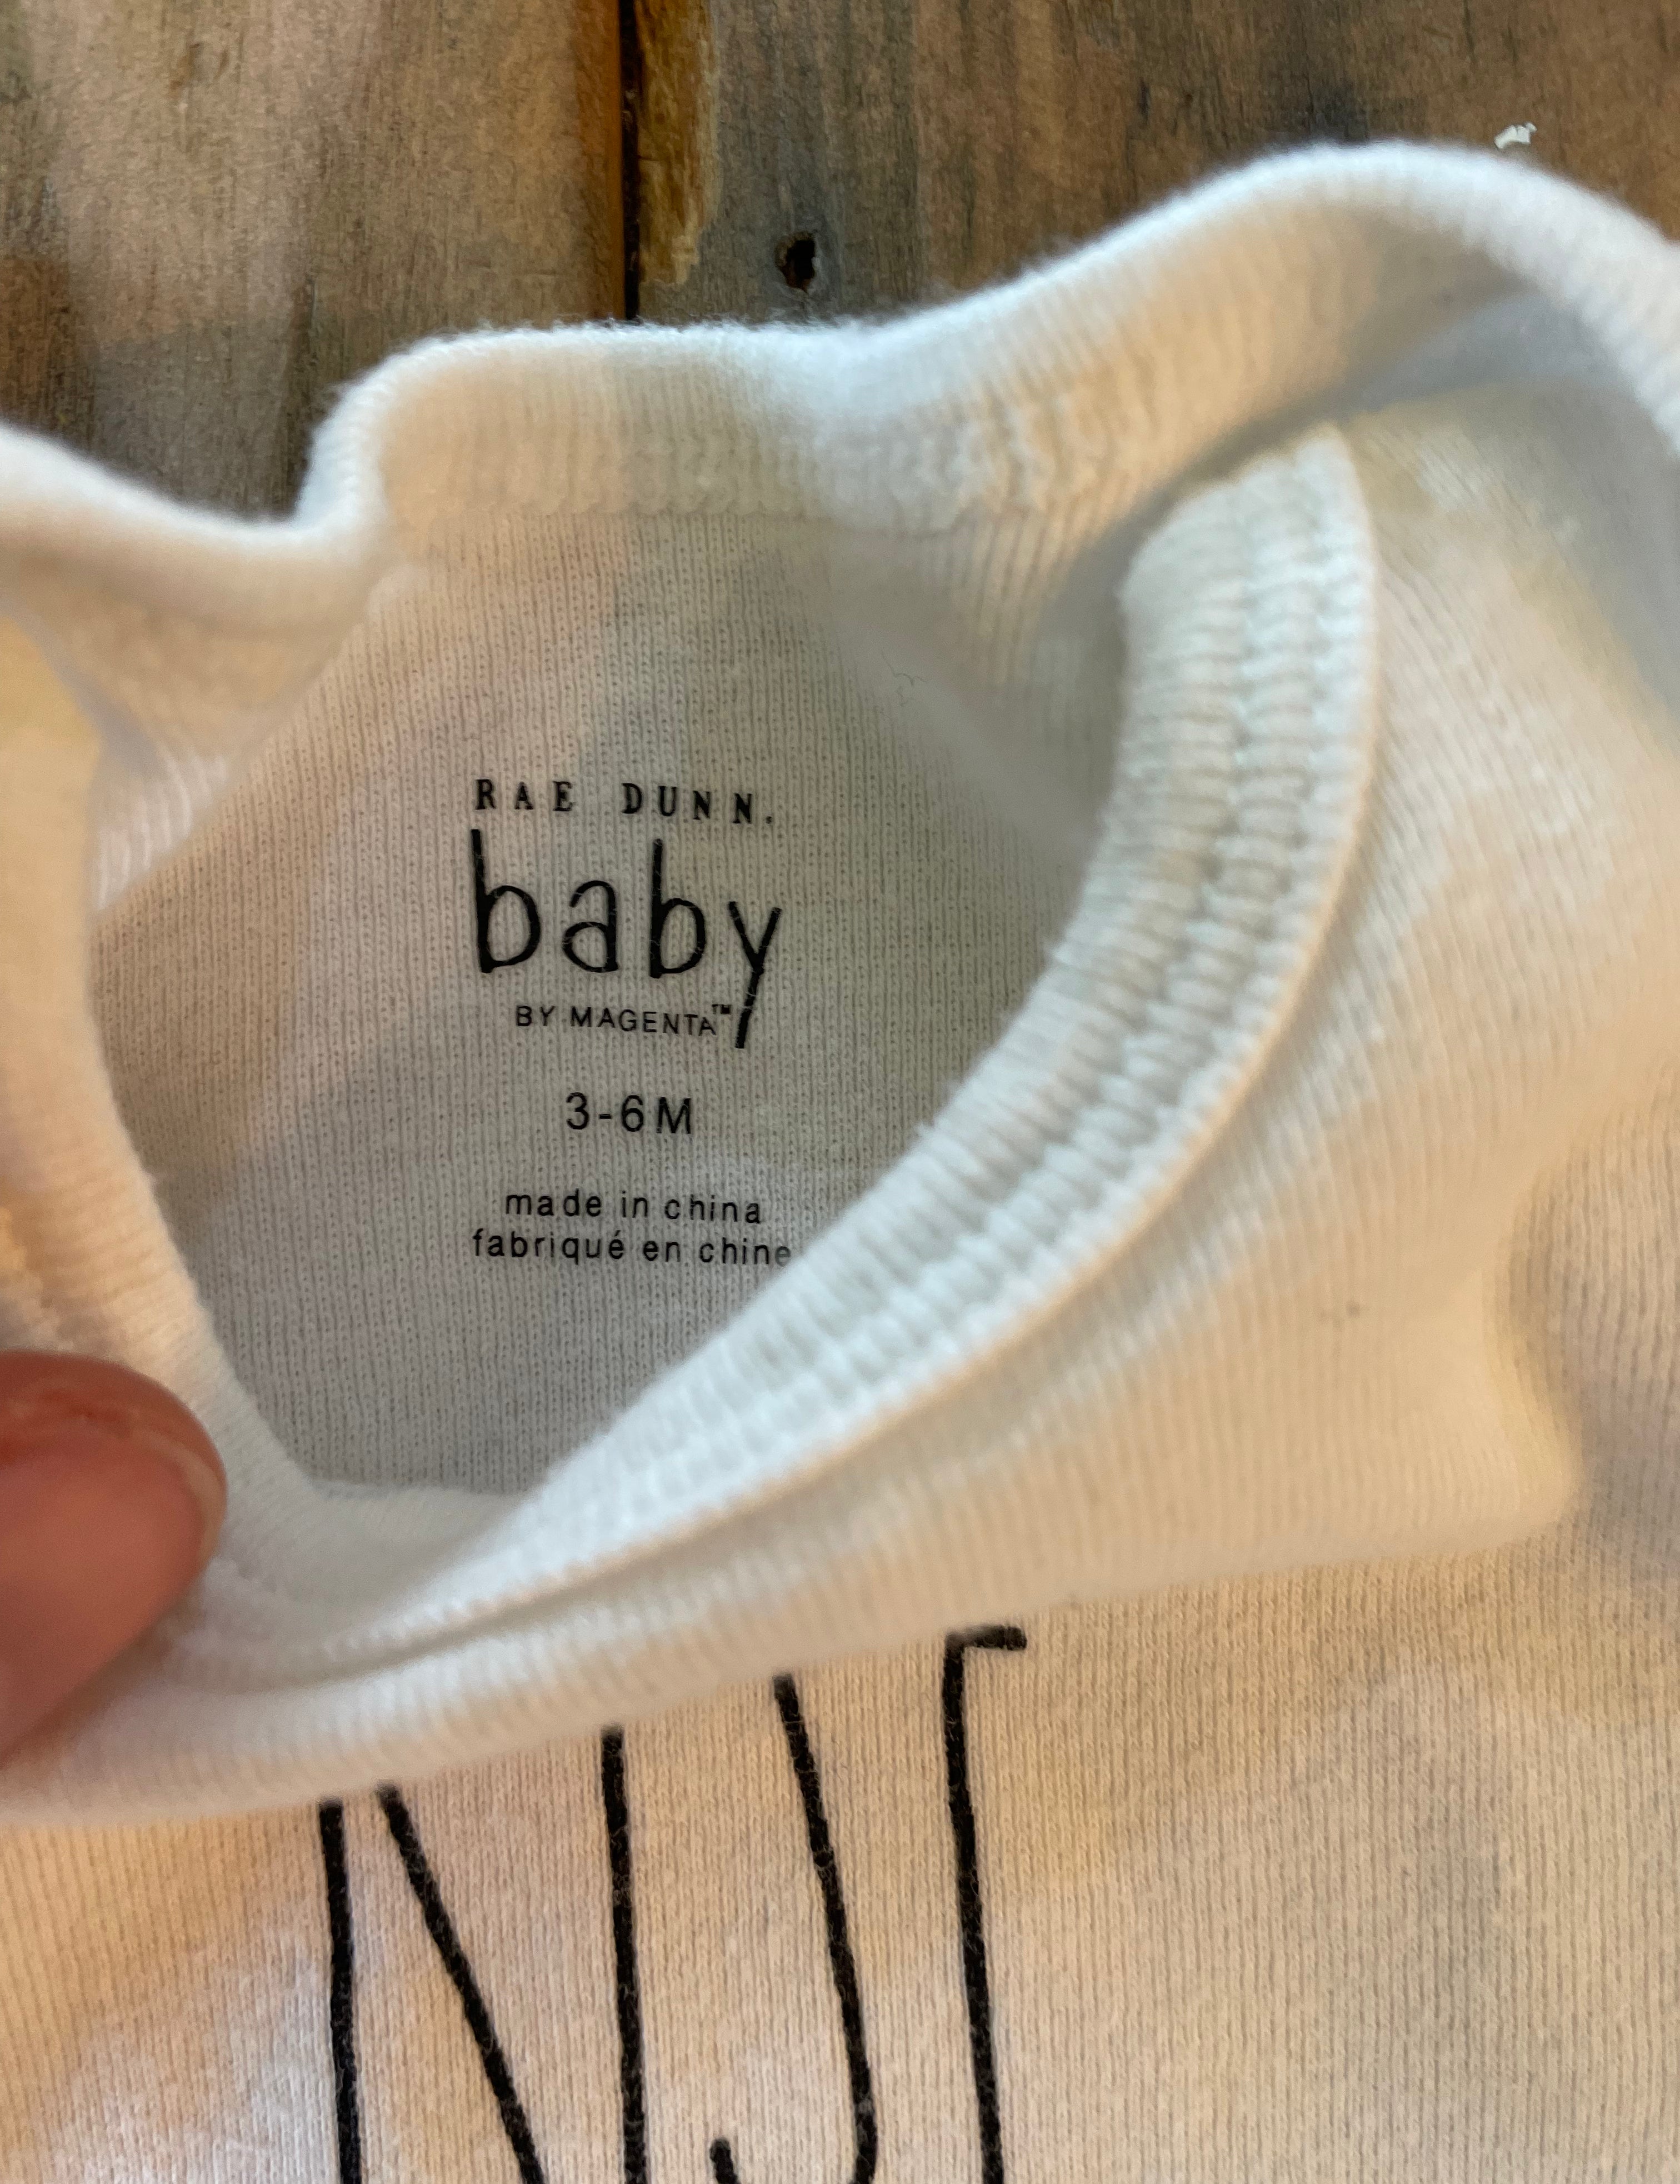 RAE DUNN.
baby
BY MAGENTA™
3-6M
made in china
fabriqué en chine